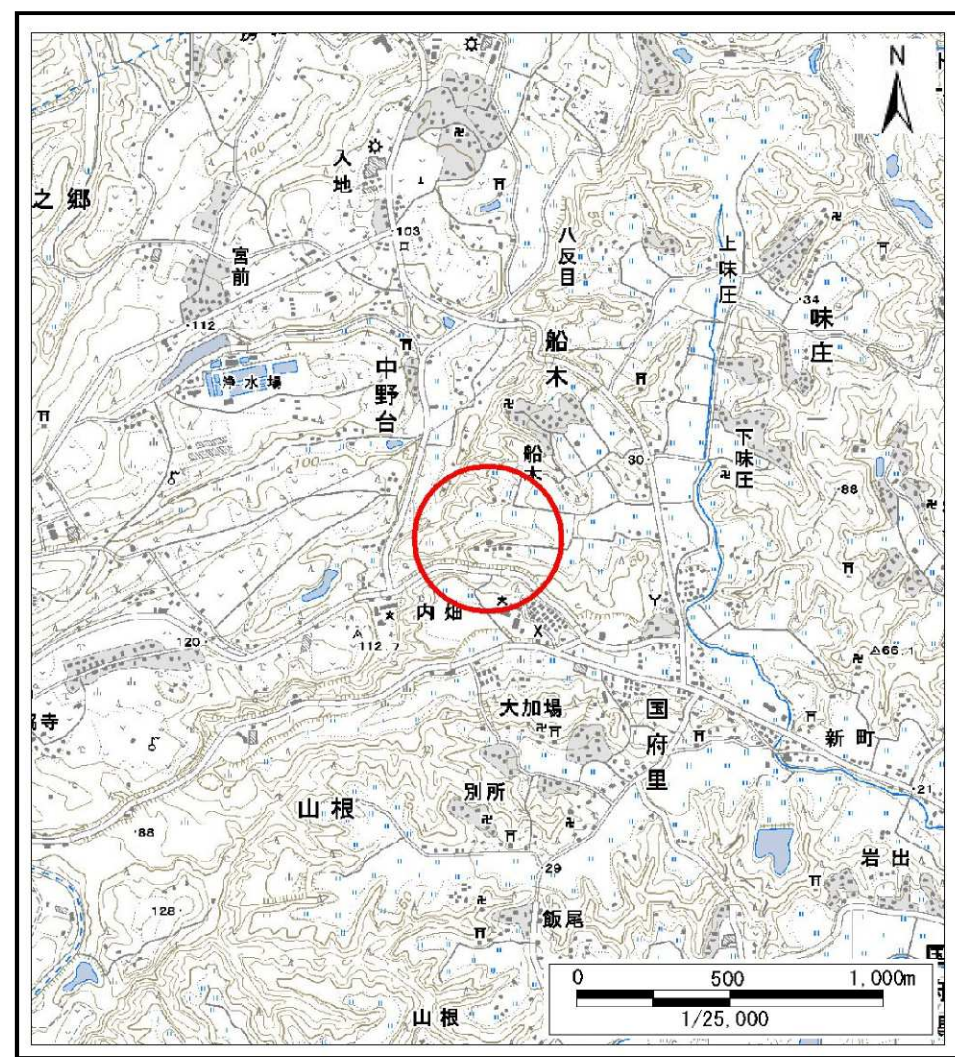 N
入地
之郷
103
八反目
上味庄
宮前
34
味庄
112
船木
中野台
浄水場
船木
30
下味庄
100
100
88
内畑
112.7
120
66.1
大加場
国府里
新町
別所
山根
88
21
29
岩出
128
飯尾
山根
0 500 1,000m
1/25,000